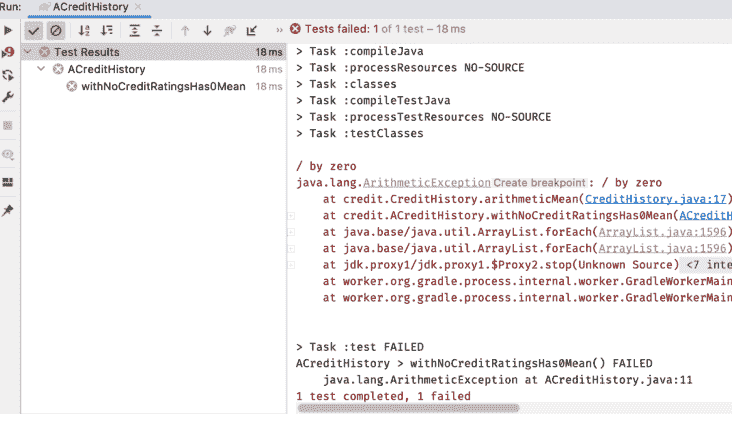 Run: ACreditHistory
Tests failed: 1 of 1 test – 18 ms
Test Results 18 ms
ACreditHistory 18 ms
withNoCreditRatingsHas0Mean 18 ms
> Task :compileJava
> Task :processResources NO-SOURCE
> Task :classes
> Task :compileTestJava
> Task :processTestResources NO-SOURCE
> Task :testClasses
/ by zero
java.lang.ArithmeticException Create breakpoint : / by zero
at credit.CreditHistory.arithmeticMean(CreditHistory.java:17)
at credit.ACreditHistory.withNoCreditRatingsHas0Mean(ACreditH
at java.base/java.util.ArrayList.forEach(ArrayList.java:1596)
at java.base/java.util.ArrayList.forEach(ArrayList.java:1596)
at jdk.proxy1/jdk.proxy1.$Proxy2.stop(Unknown Source) <7 inte
at worker.org.gradle.process.internal.worker.GradleWorkerMain
at worker.org.gradle.process.internal.worker.GradleWorkerMain
> Task :test FAILED
ACreditHistory > withNoCreditRatingsHas0Mean() FAILED
java.lang.ArithmeticException at ACreditHistory.java:11
1 test completed, 1 failed